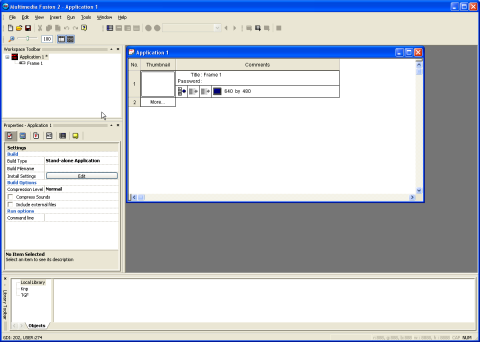 Multimedia Fusion 2 - Application 1
File Edit View Insert Run Tools Window Help
100
Workspace Toolbar
Application 1 *
Frame 1
Properties - Application 1
Settings
Build
Build Type Stand-alone Application
Build Filename
Install Settings Edit
Build Options
Compression Level Normal
Compress Sounds
Include external files
Run options
Command line
No Item Selected
Select an item to see its description
Application 1
No. Thumbnail Comments
1
Title: Frame 1
Password:
640 by 480
2 More...
Library Toolbar
Local Library
Objects
GDI: 202, USER:274
NUM